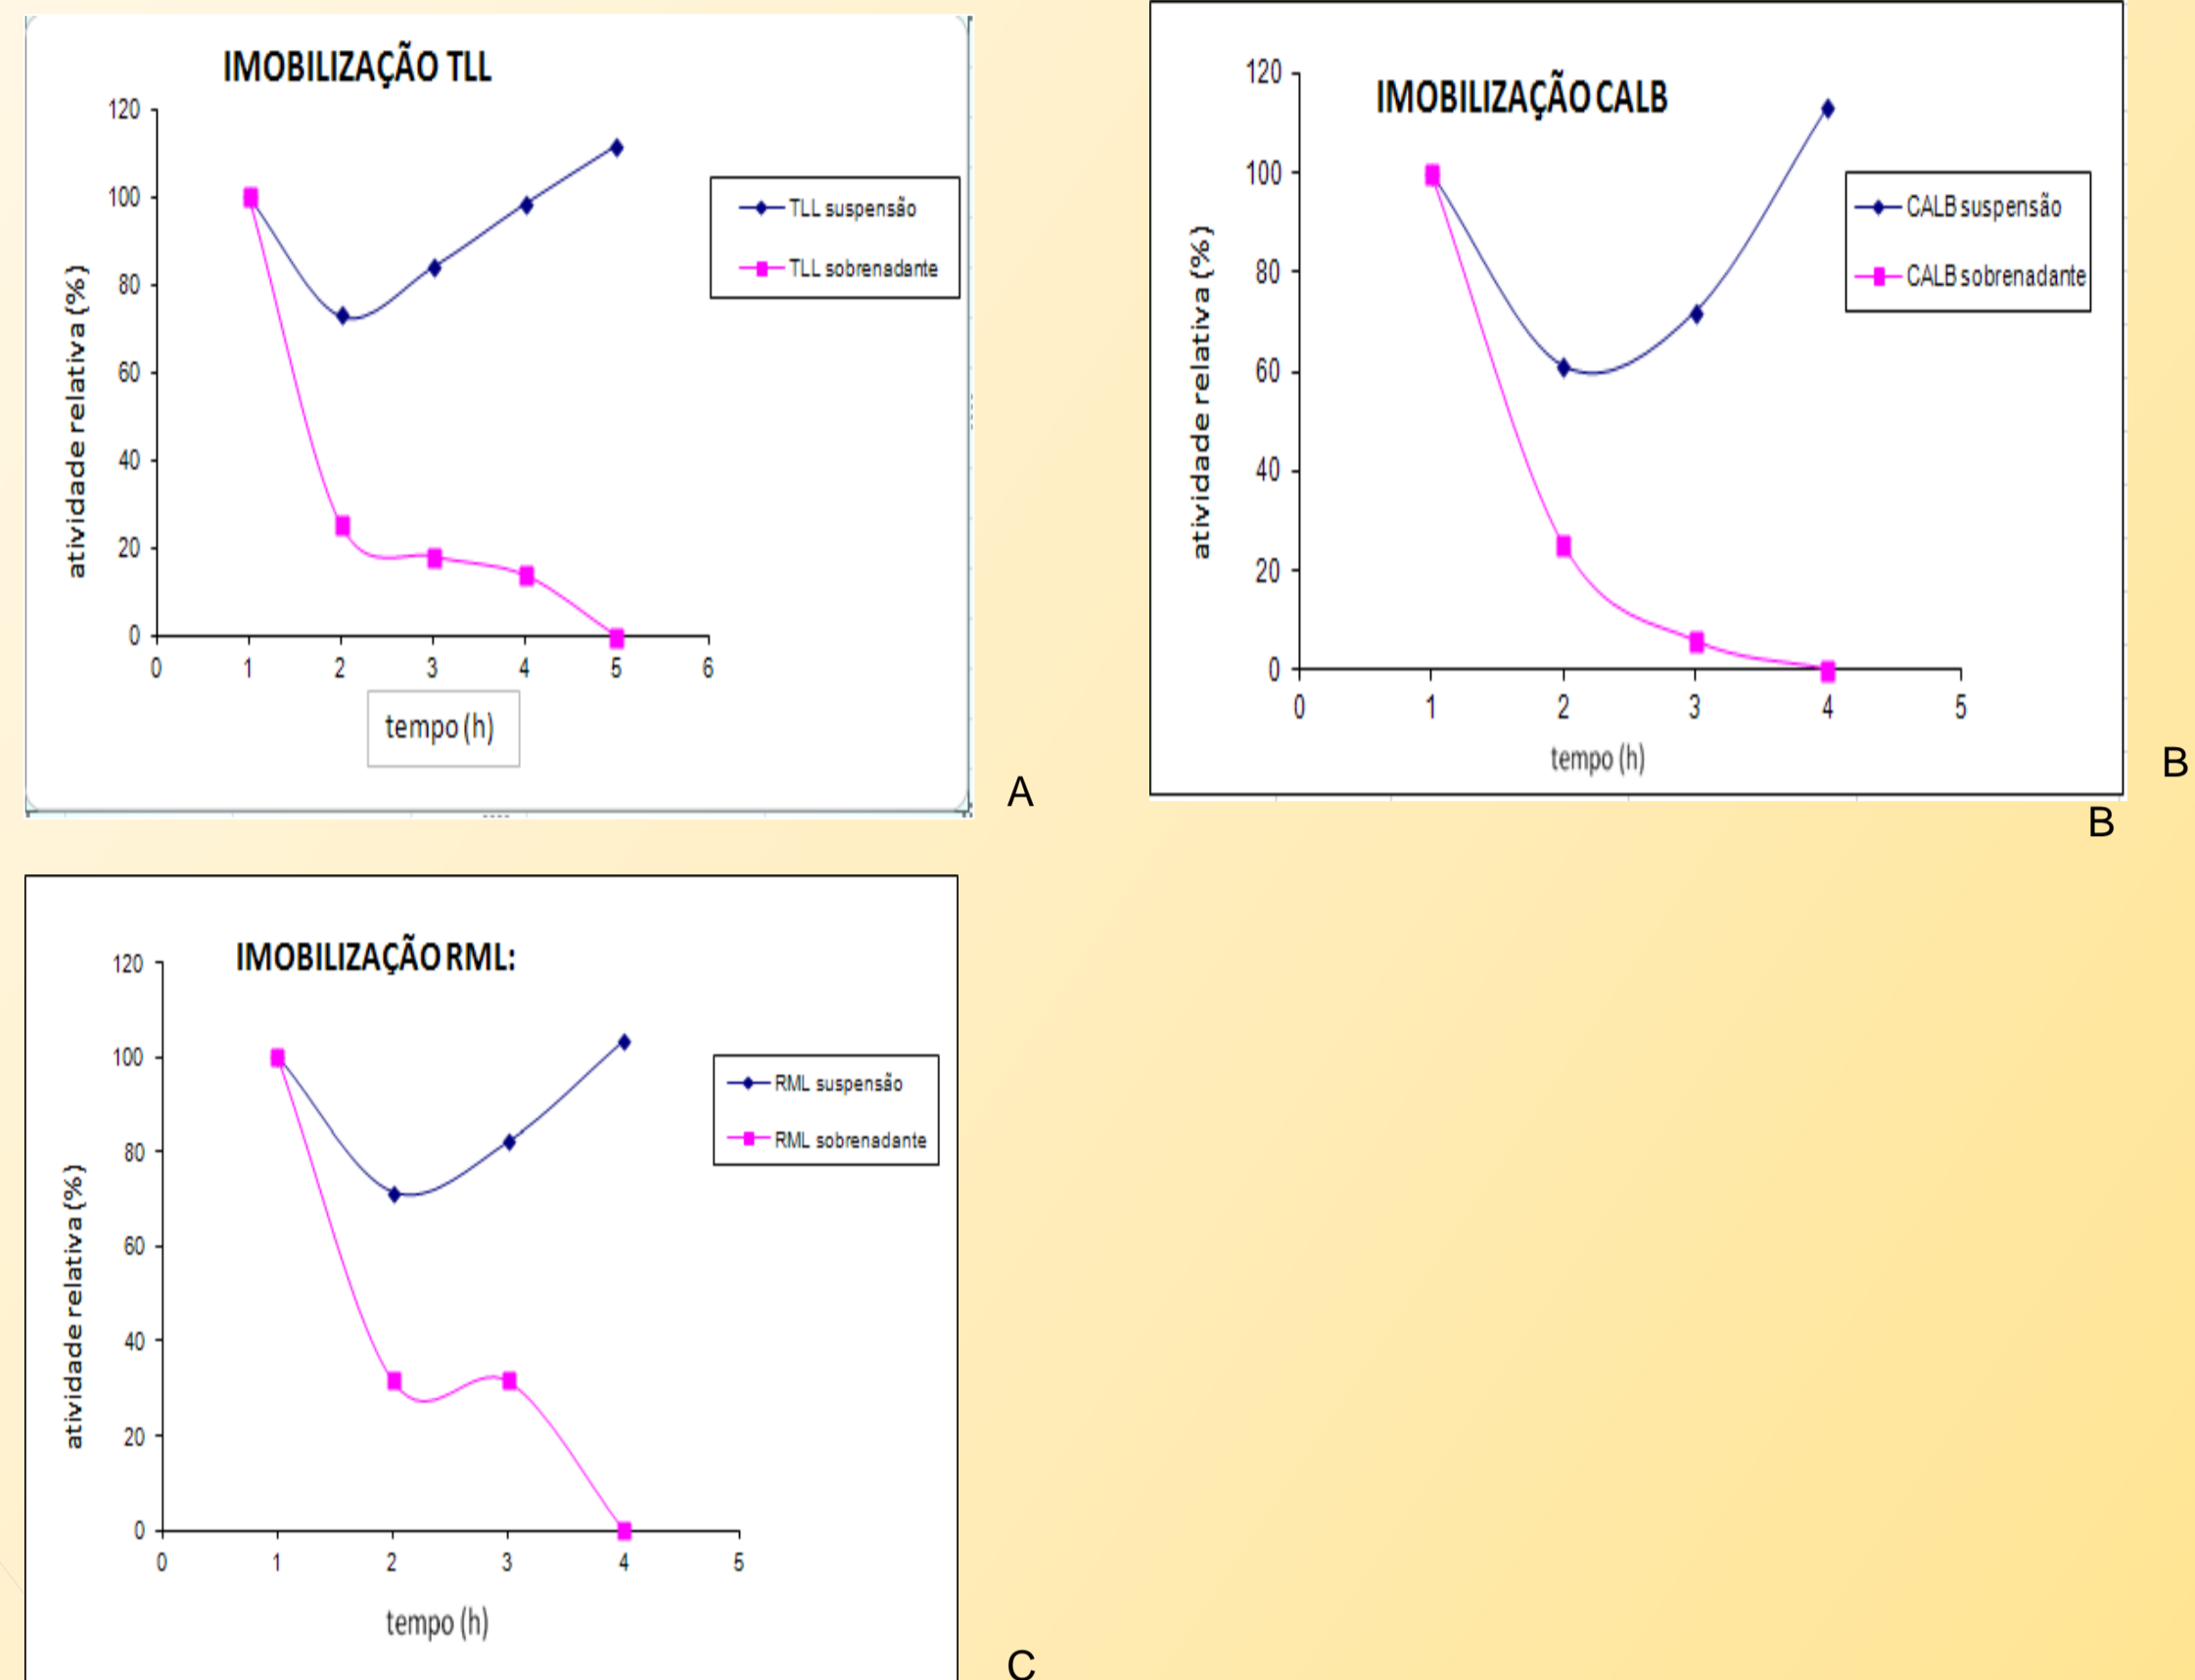 IMOBILIZAÇÃO TLL
120
100
80
60
40
20
0
0 1 2 3 4 5 6
atividade relativa (%)
tempo (h)
TLL suspensão
TLL sobrenadante
A
IMOBILIZAÇÃO CALB
120
100
80
60
40
20
0
0 1 2 3 4 5
atividade relativa (%)
tempo (h)
CALB suspensão
CALB sobrenadante
B
B
IMOBILIZAÇÃO RML:
120
100
80
60
40
20
0
0 1 2 3 4 5
atividade relativa (%)
tempo (h)
RML suspensão
RML sobrenadante
C